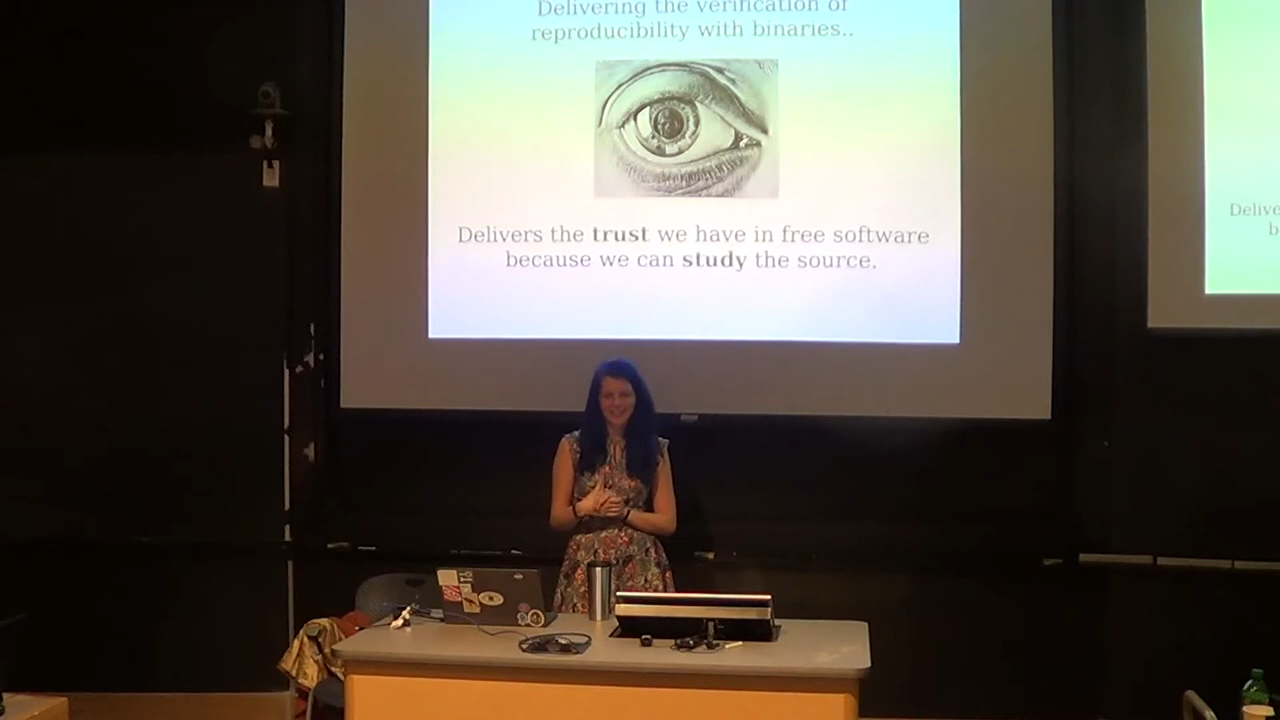 Delivering the verification of
reproducibility with binaries..
Delivers the trust we have in free software
because we can study the source.
Delive
b